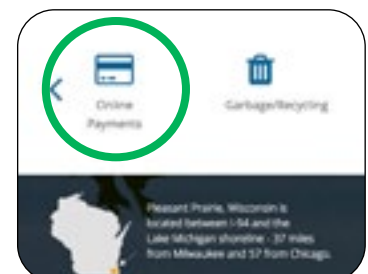 Online
Payments
Garbage/Recycling
Pleasant Prairie, Wisconsin is
located between I-94 and the
Lake Michigan shoreline - 37 miles
from Milwaukee and 57 from Chicago.